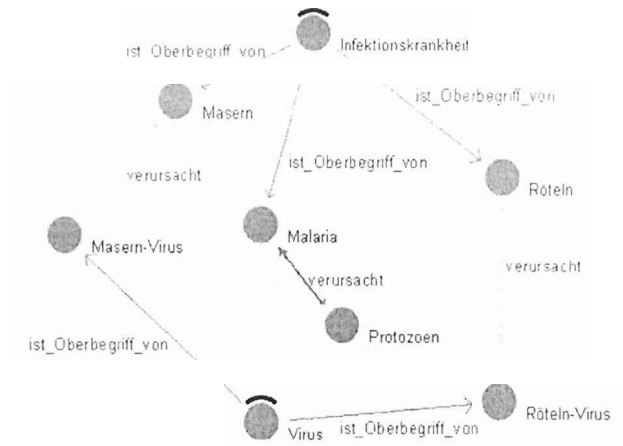 Infektionskrankheit
ist_Oberbegriff_von
ist_Oberbegriff_von
Masern
ist_Oberbegriff_von
verursacht
Röteln
Malaria
Masern-Virus
verursacht
verursacht
Protozoen
ist_Oberbegriff_von
Röteln-Virus
Virus
ist_Oberbegriff_von